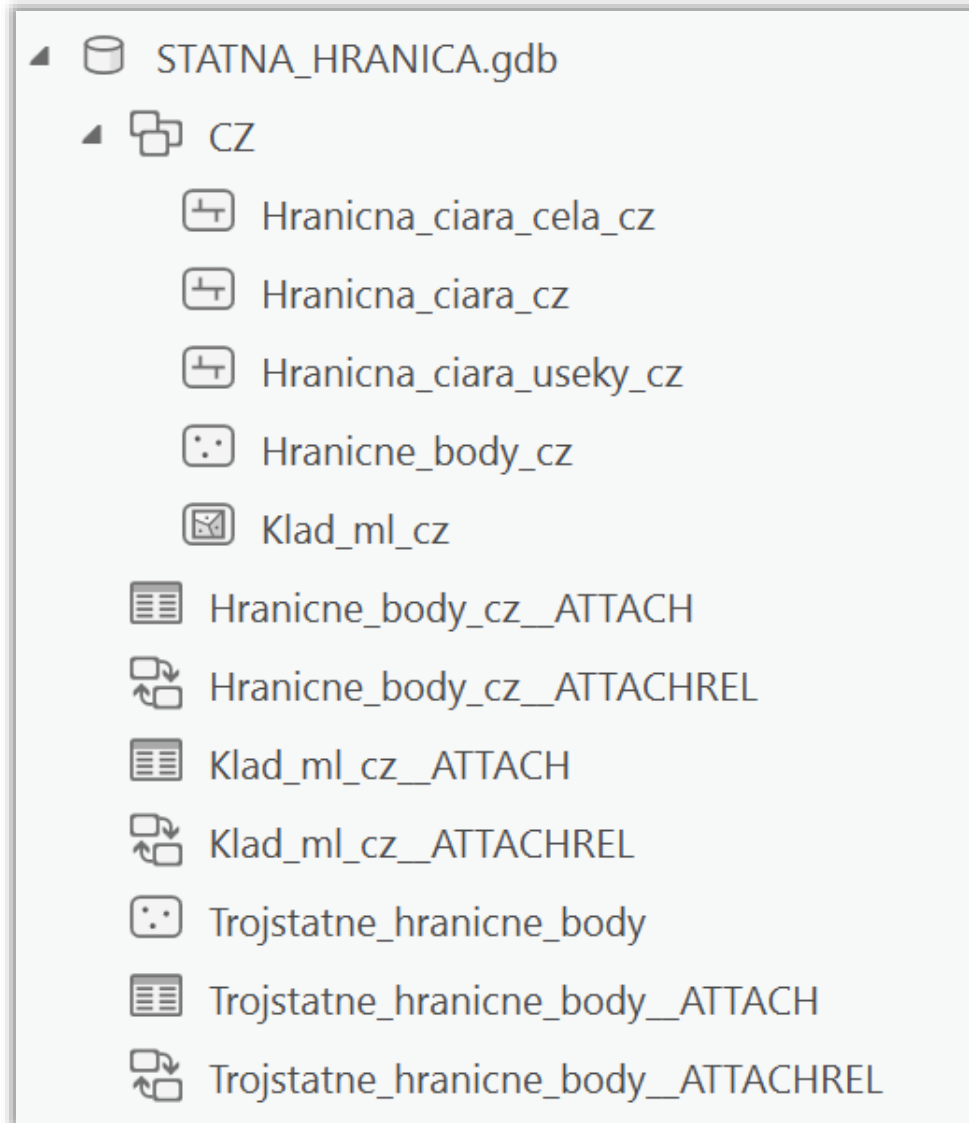 STATNA_HRANICA.gdb
CZ
Hranicna_ciara_cela_cz
Hranicna_ciara_cz
Hranicna_ciara_useky_cz
Hranicne_body_cz
Klad_ml_cz
Hranicne_body_cz__ATTACH
Hranicne_body_cz__ATTACHREL
Klad_ml_cz__ATTACH
Klad_ml_cz__ATTACHREL
Trojstatne_hranicne_body
Trojstatne_hranicne_body__ATTACH
Trojstatne_hranicne_body__ATTACHREL